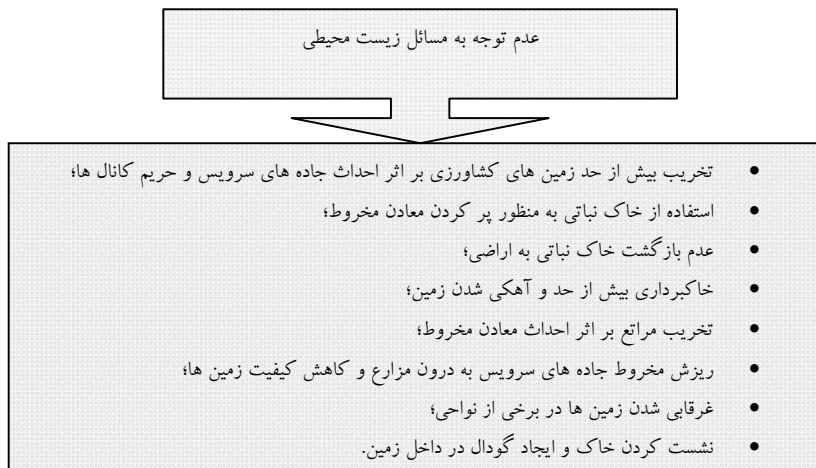 عدم توجه به مسائل زیست محیطی
• تخریب بیش از حد زمین های کشاورزی بر اثر احداث جاده های سرویس و حریم کانال ها؛
• استفاده از خاک نباتی به منظور پر کردن معادن مخروط؛
• عدم بازگشت خاک نباتی به اراضی؛
• خاکبرداری بیش از حد و آهکی شدن زمین؛
• تخریب مراتع بر اثر احداث معادن مخروط؛
• ریزش مخروط جاده های سرویس به درون مزارع و کاهش کیفیت زمین ها؛
• غرقابی شدن زمین ها در برخی از نواحی؛
• نشست کردن خاک و ایجاد گودال در داخل زمین.